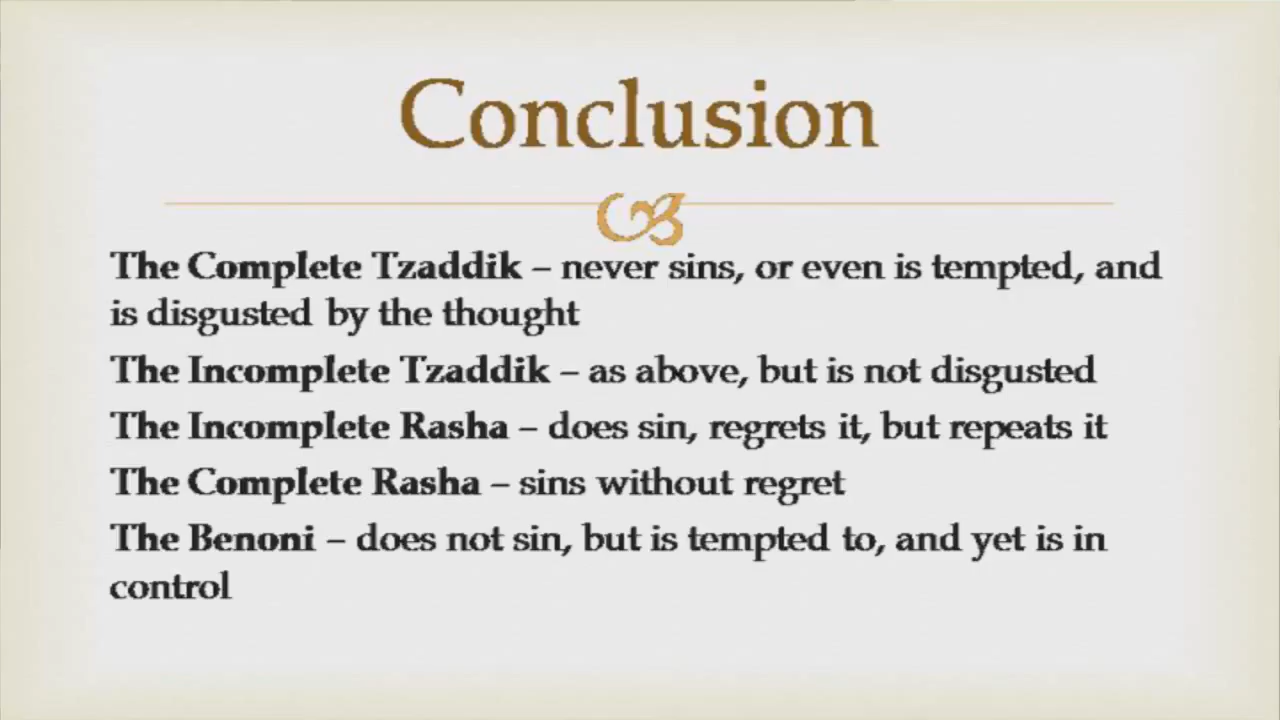 Conclusion
The Complete Tzaddik – never sins, or even is tempted, and
is disgusted by the thought
The Incomplete Tzaddik – as above, but is not disgusted
The Incomplete Rasha – does sin, regrets it, but repeats it
The Complete Rasha – sins without regret
The Benoni – does not sin, but is tempted to, and yet is in
control